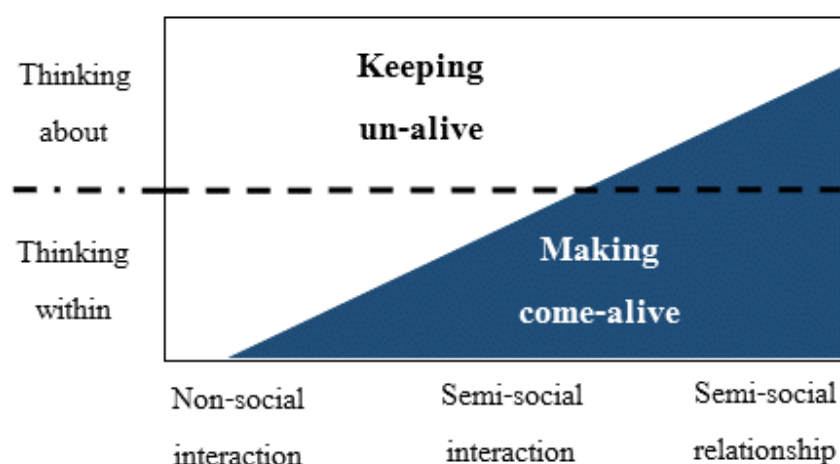 Thinking
about
Keeping
un-alive
Thinking
within
Making
come-alive
Non-social
interaction
Semi-social
interaction
Semi-social
relationship